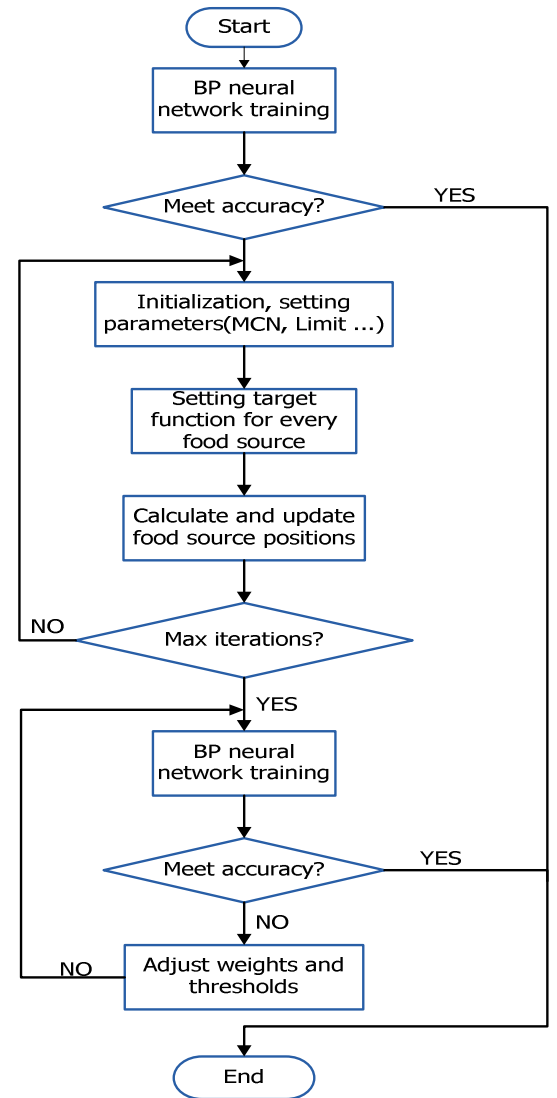 Start
BP neural
network training
Meet accuracy?
YES
Initialization, setting
parameters(MCN, Limit ...)
Setting target
function for every
food source
Calculate and update
food source positions
NO
Max iterations?
YES
BP neural
network training
Meet accuracy?
YES
NO
NO
Adjust weights and
thresholds
End